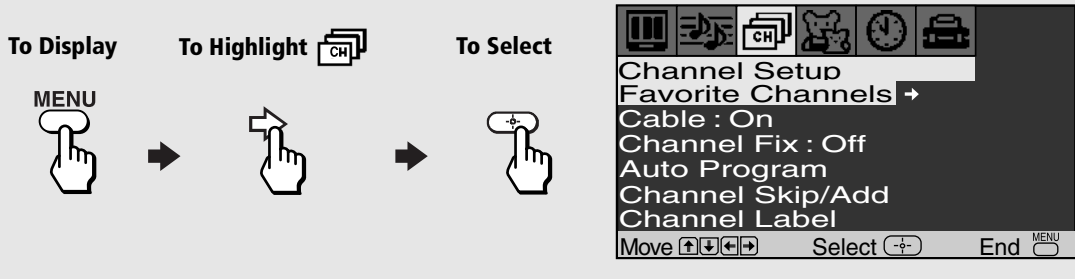 To Display
MENU
To Highlight CH
To Select
CH
Channel Setup
Favorite Channels
Cable : On
Channel Fix : Off
Auto Program
Channel Skip/Add
Channel Label
Move Select End MENU